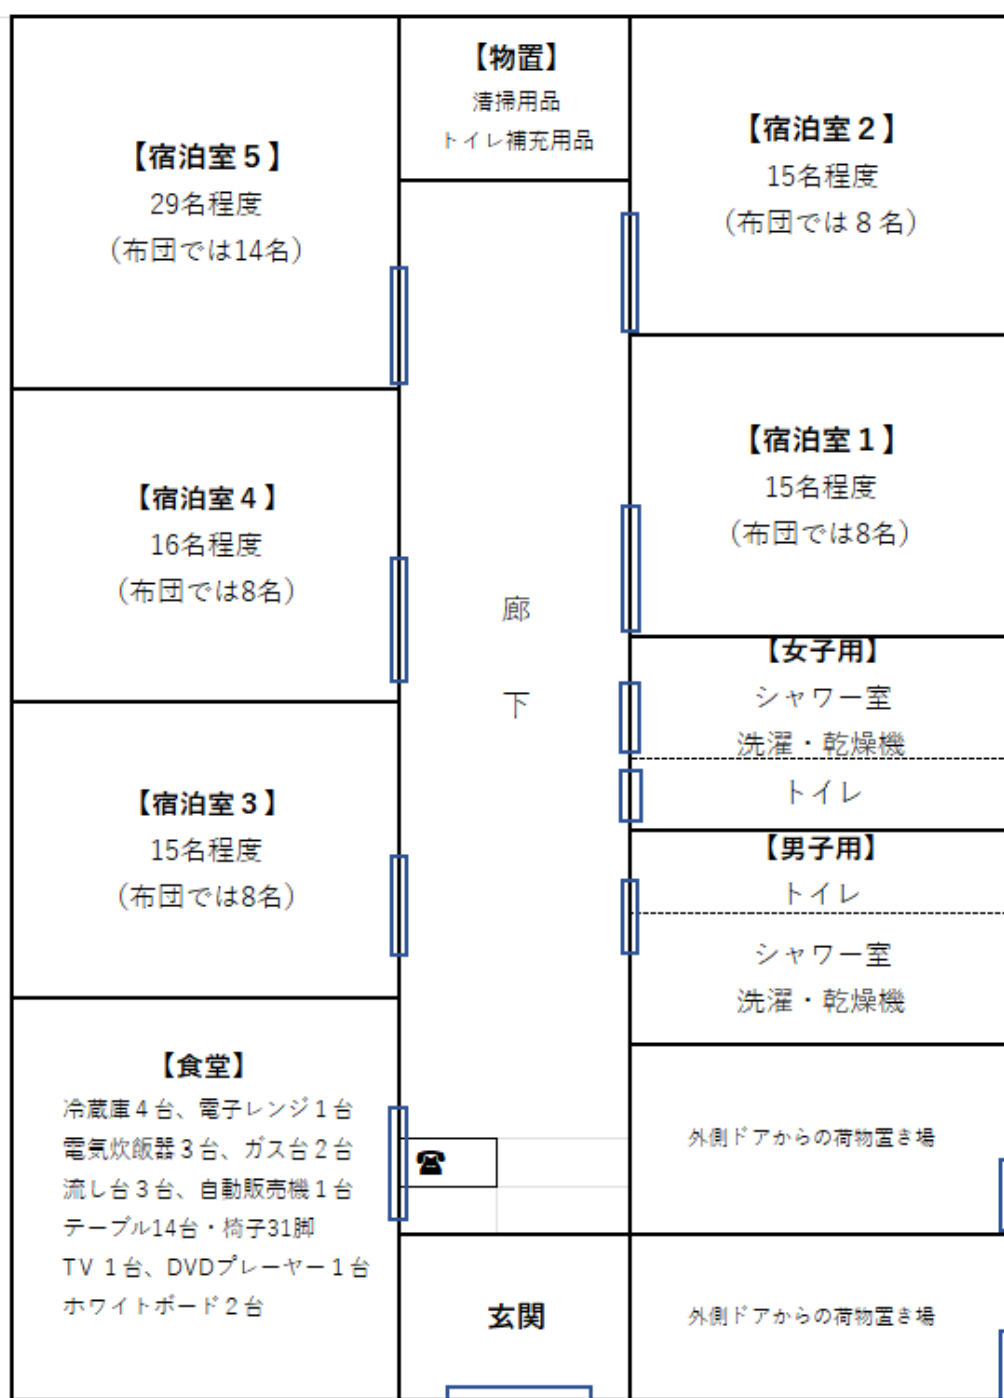 【宿泊室５】
29名程度
（布団では14名）
【物置】
清掃用品
トイレ補充用品
【宿泊室２】
15名程度
（布団では８名）
【宿泊室４】
16名程度
（布団では8名）
【宿泊室１】
15名程度
（布団では8名）
廊
下
【女子用】
シャワー室
洗濯・乾燥機
トイレ
【宿泊室３】
15名程度
（布団では8名）
【男子用】
トイレ
シャワー室
洗濯・乾燥機
【食堂】
冷蔵庫４台、電子レンジ１台
電気炊飯器３台、ガス台２台
流し台３台、自動販売機１台
テーブル14台・椅子31脚
TV １台、DVDプレーヤー１台
ホワイトボード２台
☎
外側ドアからの荷物置き場
玄関
外側ドアからの荷物置き場